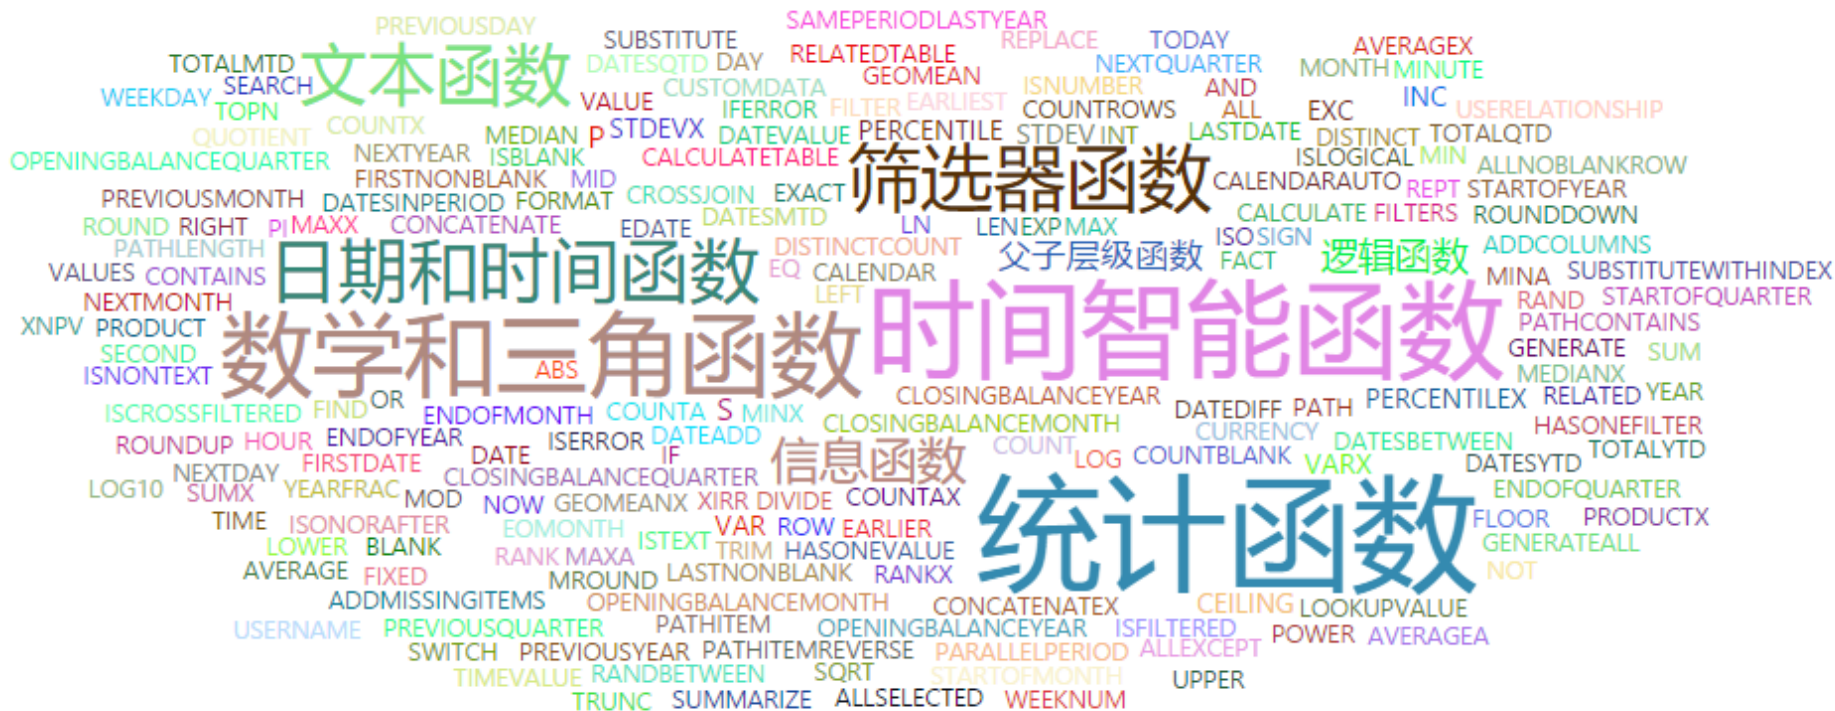 SAMEPERIODLASTYEAR
PREVIOUSDAY
SUBSTITUTE
REPLACE
TODAY
AVERAGEX
TOTALMTD
文本函数
DATESQTD
DAY
RELATEDTABLE
NEXTQUARTER
MONTH
MINUTE
SEARCH
GEOMEAN
WEEKDAY
CUSTOMDATA
ISNUMBER
AND
INC
TOPN
VALUE
IFERROR
FILTER
EARLIEST
COUNTROWS
ALL
EXC
USERELATIONSHIP
QUOTIENT
COUNTX
MEDIAN
P
STDEVX
DATEVALUE
PERCENTILE
STDEV
INT
LASTDATE
DISTINCT
TOTALQTD
OPENINGBALANCEQUARTER
NEXTYEAR
ISBLANK
CALCULATETABLE
筛选器函数
ISLOGICAL
MIN
ALLNOBLANKROW
FIRSTNONBLANK
MID
CROSSJOIN
EXACT
CALENDARAUTO
REPT
STARTOFYEAR
PREVIOUSMONTH
DATESINPERIOD
FORMAT
DATESMTD
CALCULATE
FILTERS
ROUNDDOWN
ROUND
RIGHT
PI
MAXX
CONCATENATE
EDATE
LN
LEN
EXP
MAX
ISO
SIGN
PATHLENGTH
日期和时间函数
DISTINCTCOUNT
父子层级函数
FACT
逻辑函数
ADDCOLUMNS
VALUES
CONTAINS
EQ
CALENDAR
MINA
SUBSTITUTEWITHINDEX
NEXTMONTH
LEFT
时间智能函数
RAND
STARTOFQUARTER
XNPV
PRODUCT
数学和三角函数
PATHCONTAINS
SECOND
GENERATE
SUM
ISNONTEXT
ABS
MEDIANX
ISCROSSFILTERED
FIND
OR
ENDOFMONTH
COUNTA
S
MINX
CLOSINGBALANCEYEAR
DATEDIFF
PATH
PERCENTILEX
RELATED
YEAR
CLOSINGBALANCEMONTH
ROUNDUP
HOUR
ENDOFYEAR
ISERROR
DATEADD
CURRENCY
DATESBETWEEN
HASONEFILTER
NEXTDAY
FIRSTDATE
DATE
IF
信息函数
COUNT
LOG
COUNTBLANK
VARX
DATESYTD
TOTALYTD
CLOSINGBALANCEQUARTER
LOG10
SUMX
YEARFRAC
MOD
NOW
GEOMEANX
XIRR
DIVIDE
COUNTAX
统计函数
ENDOFQUARTER
TIME
ISONORAFTER
EOMONTH
ISTEXT
VAR
ROW
EARLIER
FLOOR
PRODUCTX
LOWER
BLANK
RANK
MAXA
TRIM
HASONEVALUE
GENERATEALL
AVERAGE
FIXED
MROUND
LASTNONBLANK
RANKX
NOT
ADDMISSINGITEMS
OPENINGBALANCEMONTH
CONCATENATEX
CEILING
LOOKUPVALUE
USERNAME
PREVIOUSQUARTER
PATHITEM
OPENINGBALANCEYEAR
ISFILTERED
POWER
AVERAGEA
SWITCH
PREVIOUSYEAR
PATHITEMREVERSE
PARALLELPERIOD
ALLEXCEPT
TIMEVALUE
RANDBETWEEN
SQRT
STARTOFMONTH
UPPER
TRUNC
SUMMARIZE
ALLSELECTED
WEEKNUM